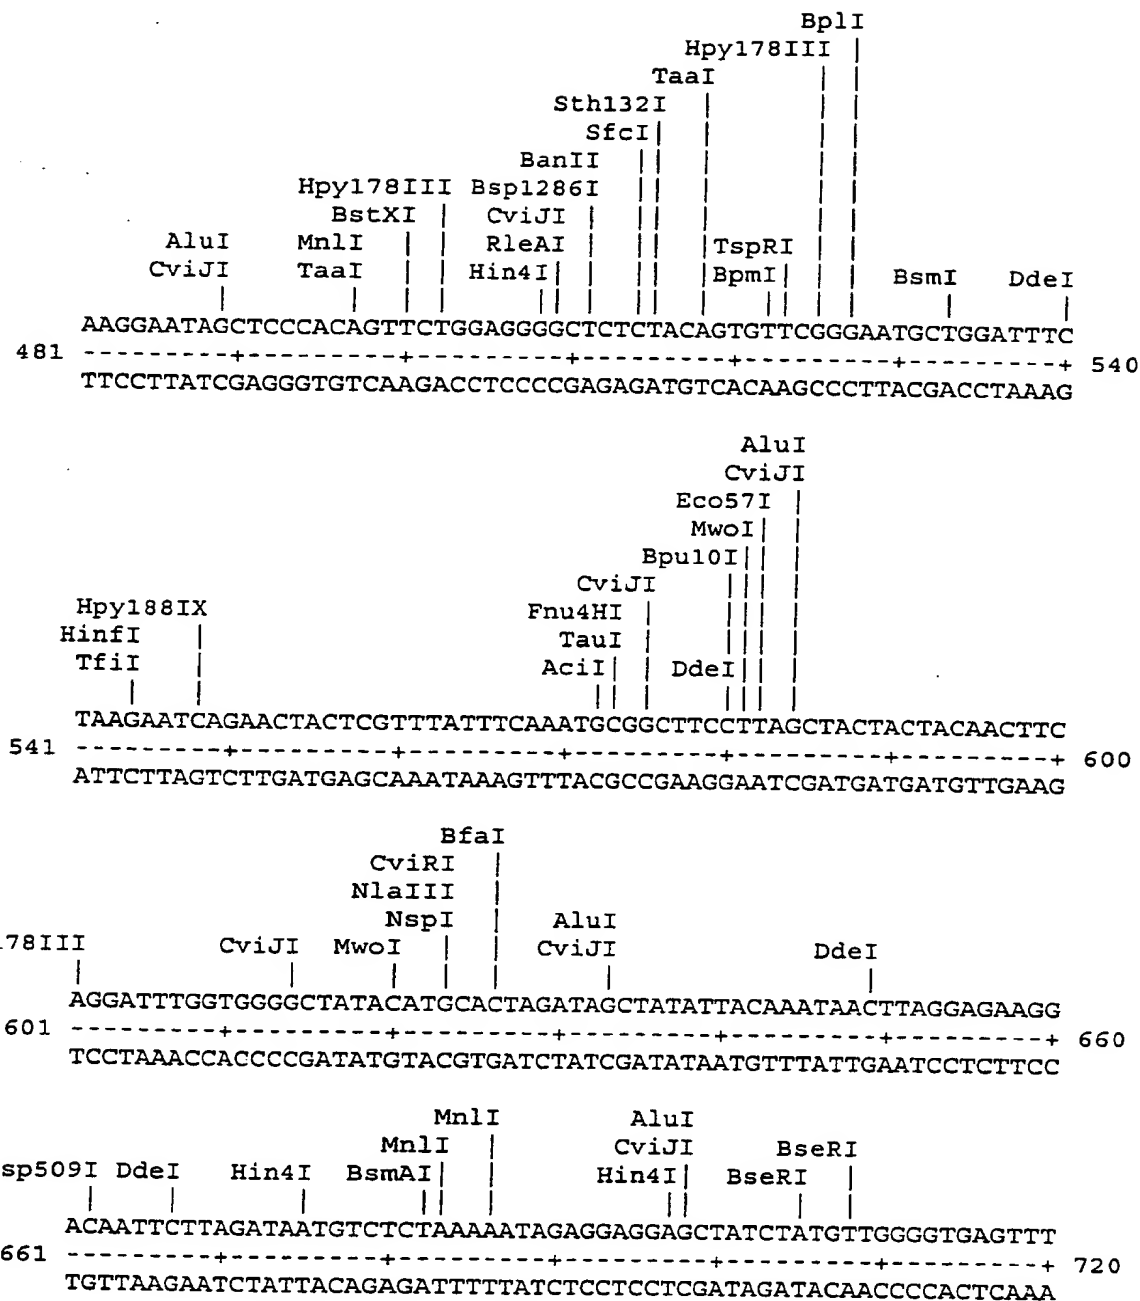 BplI
Hpy178III
TaaI
Sth132I
SfcI
BanII
Hpy178III Bsp1286I
BstXI CviJI
AluI MnlI RleAI TspRI
CviJI TaaI Hin4I BpmI BsmI DdeI
AAGGAATAGCTCCCACAGTTCTGGAGGGGCTCTCTACAGTGTTCGGGAATGCTGGATTTC
481 ---------+---------+---------+---------+---------+---------+ 540
TTCCTTATCGAGGGTGTCAAGACCTCCCCGAGAGATGTCACAAGCCCTTACGACCTAAAG
AluI
CviJI
Eco57I
MwoI
Bpu10I
CviJI
Hpy188IX Fnu4HI
HinfI TauI
TfiI AciI DdeI
TAAGAATCAGAACTACTCGTTTATTTCAAATGCGGCTTCCTTAGCTACTACTACAACTTC
541 ---------+---------+---------+---------+---------+---------+ 600
ATTCTTAGTCTTGATGAGCAAATAAAGTTTACGCCGAAGGAATCGATGATGATGTTGAAG
BfaI
CviRI
NlaIII
NspI AluI
178III CviJI MwoI CviJI DdeI
AGGATTTGGTGGGGCTATACATGCACTAGATAGCTATATTACAAATAACTTAGGAGAAGG
601 ---------+---------+---------+---------+---------+---------+ 660
TCCTAAACCACCCCGATATGTACGTGATCTATCGATATAATGTTTATTGAATCCTCTTCC
MnlI AluI
MnlI CviJI BseRI
sp509I DdeI Hin4I BsmAI Hin4I BseRI
ACAATTCTTAGATAATGTCTCTAAAAATAGAGGAGGAGCTATCTATGTTGGGGTGAGTTT
661 ---------+---------+---------+---------+---------+---------+ 720
TGTTAAGAATCTATTACAGAGATTTTTATCTCCTCCTCGATAGATACAACCCCACTCAAA